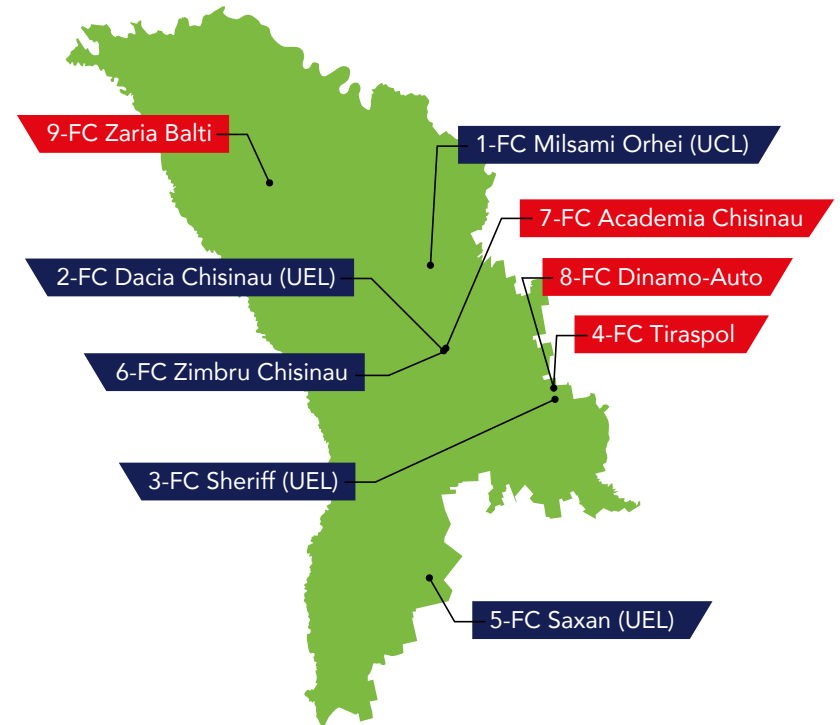 9-FC Zaria Balti
1-FC Milsami Orhei (UCL)
7-FC Academia Chisinau
2-FC Dacia Chisinau (UEL)
8-FC Dinamo-Auto
4-FC Tiraspol
6-FC Zimbru Chisinau
3-FC Sheriff (UEL)
5-FC Saxan (UEL)